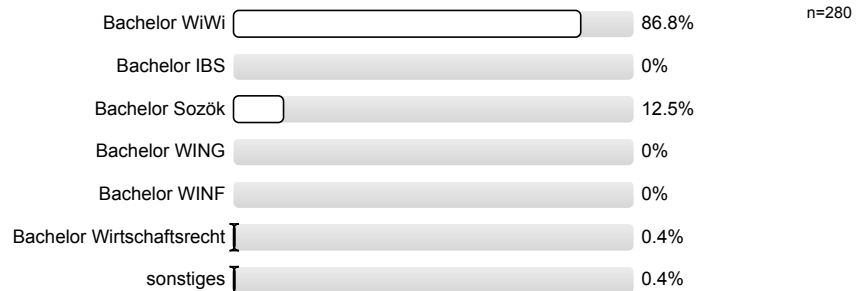 Bachelor WiWi 86.8% n=280
Bachelor IBS 0%
Bachelor Sozök 12.5%
Bachelor WING 0%
Bachelor WINF 0%
Bachelor Wirtschaftsrecht 0.4%
sonstiges 0.4%